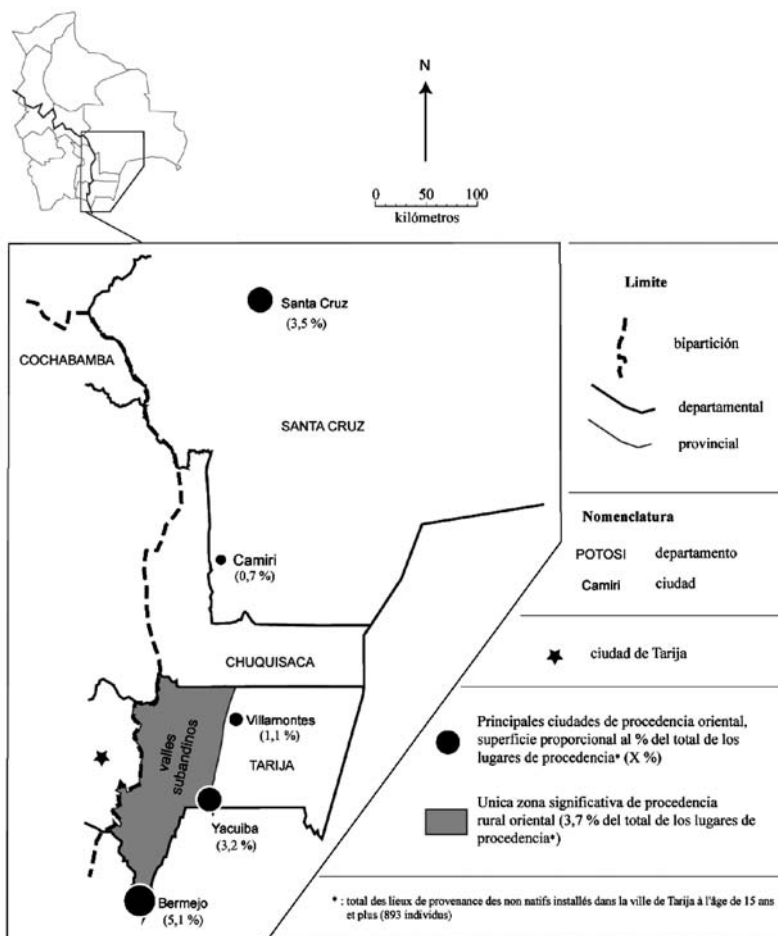 N
0 50 100
kilómetros
Santa Cruz
(3,5 %)
COCHABAMBA
SANTA CRUZ
Camiri
(0,7 %)
CHUQUISACA
Villamontes
(1,1 %)
valles
subandinos
TARIJA
Yacuiba
(3,2 %)
Bermejo
(5,1 %)
Límite
bipartición
departamental
provincial
Nomenclatura
POTOSI departamento
Camiri ciudad
ciudad de Tarija
Principales ciudades de procedencia oriental,
superficie proporcional al % del total de los
lugares de procedencia* (X %)
Unica zona significativa de procedencia
rural oriental (3,7 % del total de los lugares de
procedencia*)
* : total des lieux de provenance des non natifs installés dans la ville de Tarija à l'âge de 15 ans
et plus (893 individus)